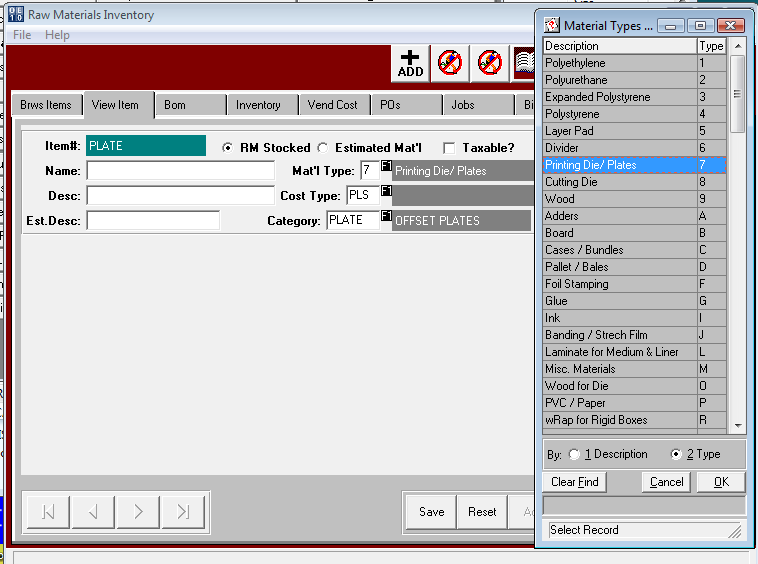 Raw Materials Inventory
File Help
ADD
Brws Items View Item Bom Inventory Vend Cost POs Jobs
Item#: PLATE RM Stocked Estimated Mat'l Taxable?
Name: Mat'l Type: 7 F1 Printing Die/ Plates
Desc: Cost Type: PLS F1
Est.Desc: Category: PLATE F1 OFFSET PLATES
Save Reset
Material Types ...
Description Type
Polyethylene 1
Polyurethane 2
Expanded Polystyrene 3
Polystyrene 4
Layer Pad 5
Divider 6
Printing Die/ Plates 7
Cutting Die 8
Wood 9
Adders A
Board B
Cases / Bundles C
Pallet / Bales D
Foil Stamping F
Glue G
Ink I
Banding / Strech Film J
Laminate for Medium & Liner L
Misc. Materials M
Wood for Die O
PVC / Paper P
wRap for Rigid Boxes R
By: 1 Description 2 Type
Clear Find Cancel OK
Select Record